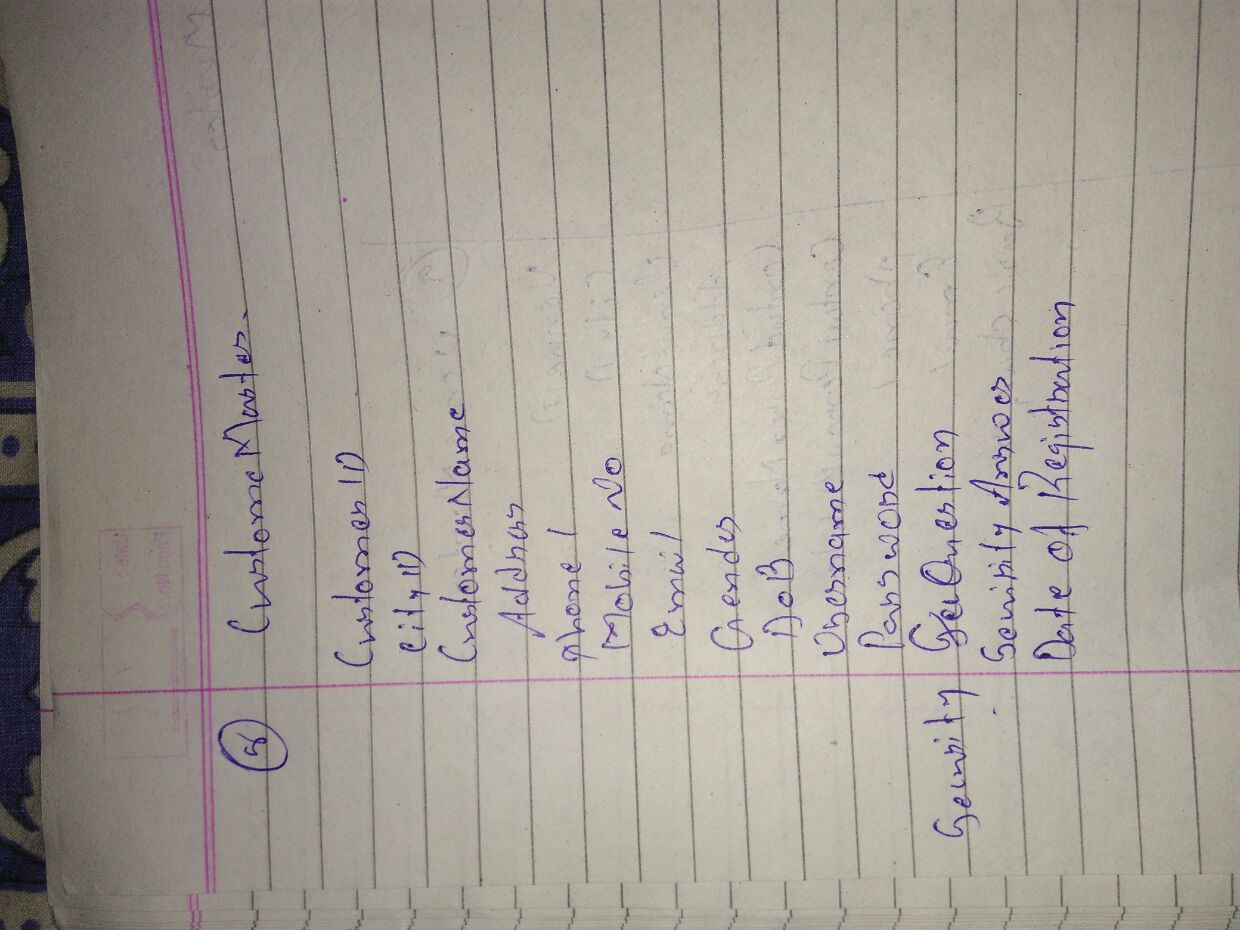 8 CustomeMaster.
Customer ID
City ID
CustomerName
Address
Phone 1
Mobile No
Email
Gender
DoB
Username
Password
Security SeQuestion
Security Answer
Date of Registration